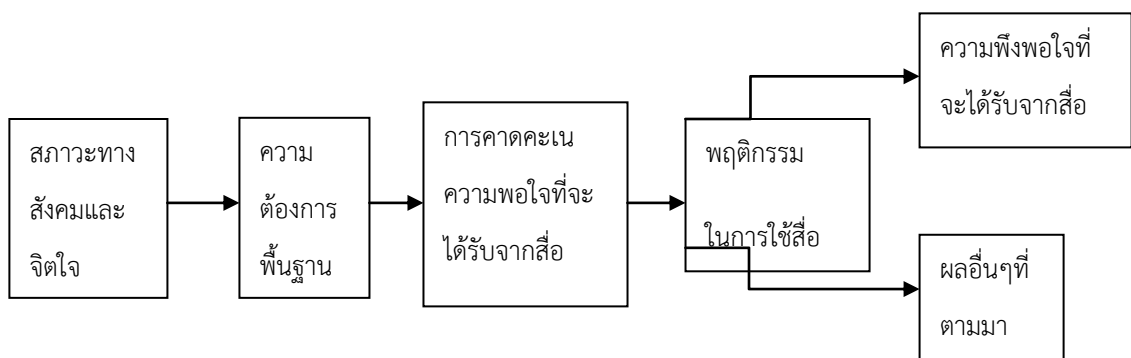 สภาวะทาง
สังคมและ
จิตใจ
ความ
ต้องการ
พื้นฐาน
การคาดคะเน
ความพอใจที่จะ
ได้รับจากสื่อ
พฤติกรรม
ในการใช้สื่อ
ความพึงพอใจที่
จะได้รับจากสื่อ
ผลอื่นๆที่
ตามมา